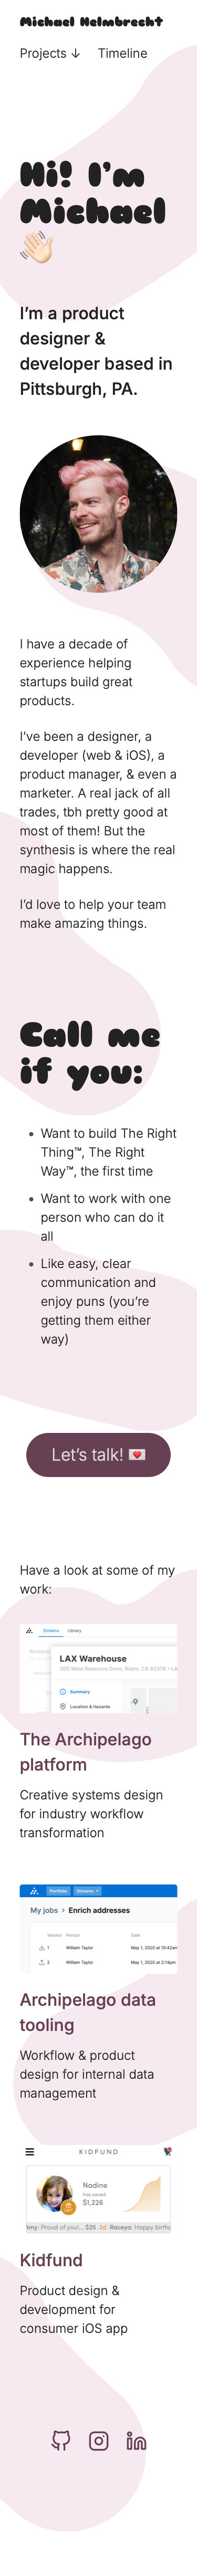 Michael Helmbrecht
Projects ↓ Timeline
Hi! I’m
Michael
👋🏻
I’m a product
designer &
developer based in
Pittsburgh, PA.
I have a decade of
experience helping
startups build great
products.
I’ve been a designer, a
developer (web & iOS), a
product manager, & even a
marketer. A real jack of all
trades, tbh pretty good at
most of them! But the
synthesis is where the real
magic happens.
I’d love to help your team
make amazing things.
Call me
if you:
• Want to build The Right
Thing™, The Right
Way™, the first time
• Want to work with one
person who can do it
all
• Like easy, clear
communication and
enjoy puns (you’re
getting them either
way)
Let’s talk! 💌
Have a look at some of my
work:
Streams Library
LAX Warehouse
505 West Resource Drive, Rialto, CA 92376 • LA
Summary
Location & Hazards
The Archipelago
platform
Creative systems design
for industry workflow
transformation
Portfolio Streams
My jobs > Enrich addresses
Version Person Date
1 William Taylor May 1, 2020 at 10:42am
2 William Taylor May 1, 2020 at 2:14pm
Archipelago data
tooling
Workflow & product
design for internal data
management
KIDFUND
Nadine
has saved
$1,226
Amy: Proud of you!... $25 2d Raceya: Happy birthd
Kidfund
Product design &
development for
consumer iOS app